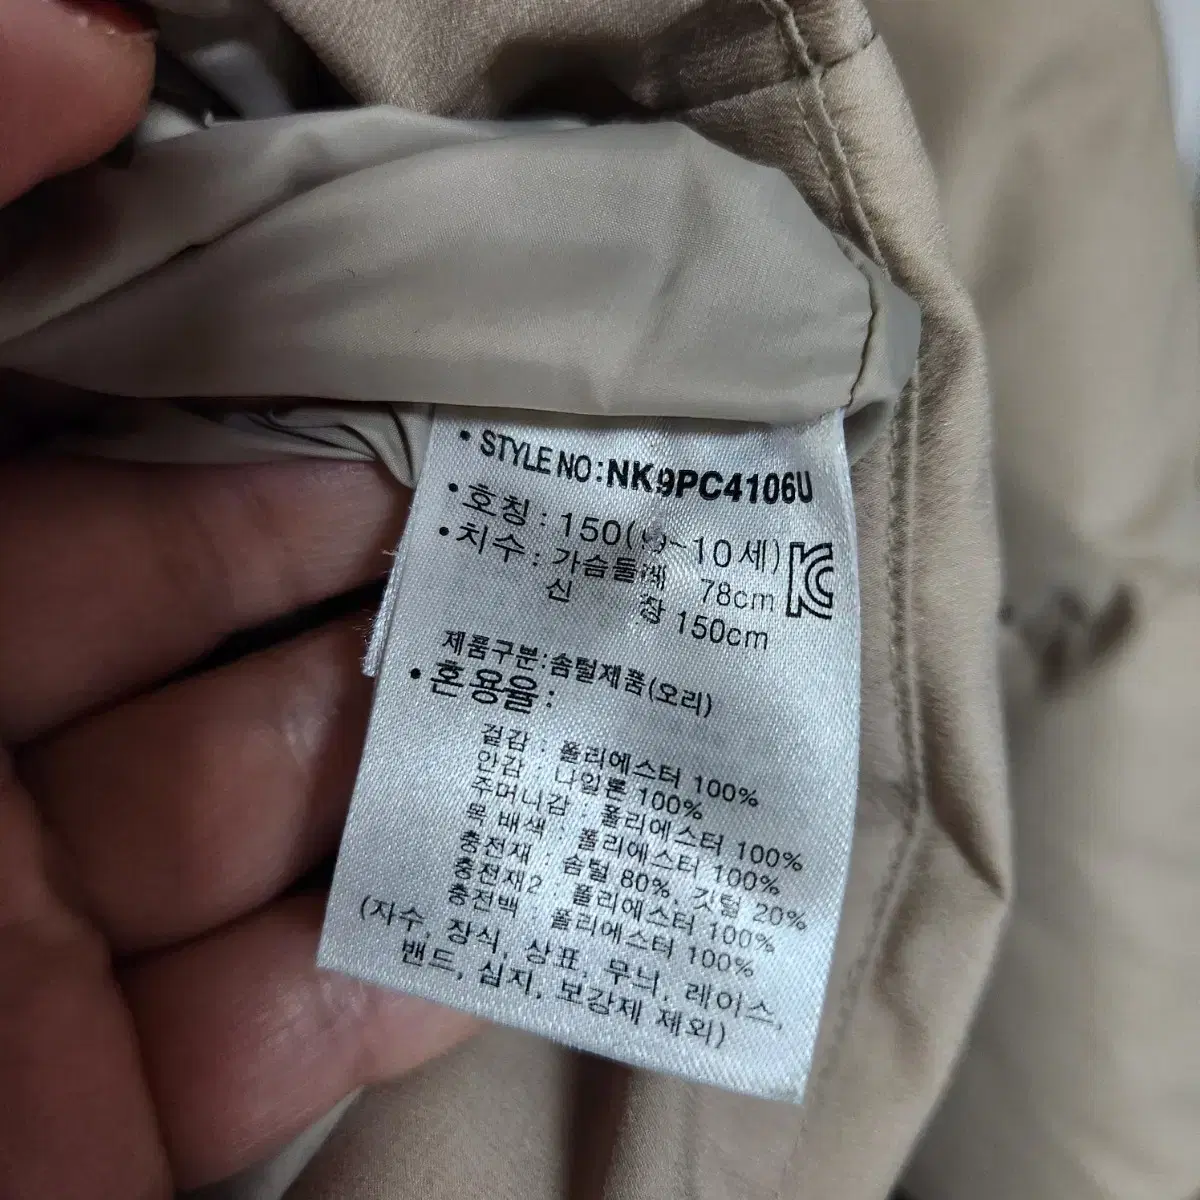 • STYLE NO : NK9PC4106U
• 호칭 : 150(9~10세)
• 치수 : 가슴둘레 78cm
신 장 150cm
제품구분:솜털제품(오리)
• 혼용율 :
겉감 : 폴리에스터 100%
안감 : 나일론 100%
주머니감 : 폴리에스터 100%
목 배색 : 폴리에스터 100%
충전재 : 솜털 80%, 깃털 20%
충전재2 : 폴리에스터 100%
충전백 : 폴리에스터 100%
(자수, 장식, 상표, 무늬, 레이스,
밴드, 심지, 보강제 제외)